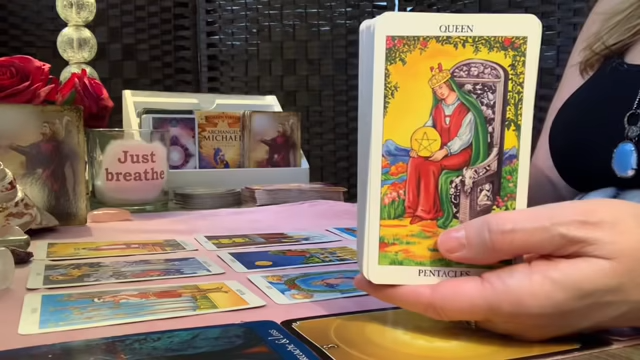 QUEEN
PENTACLES
Just
breathe
ARCHANGEL
MICHAEL